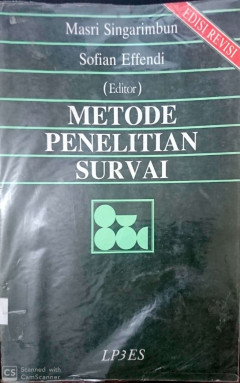 EDISI REVISI
Masri Singarimbun
Sofian Effendi
(Editor)
METODE
PENELITIAN
SURVAI
LP3ES
CS Scanned with
CamScanner